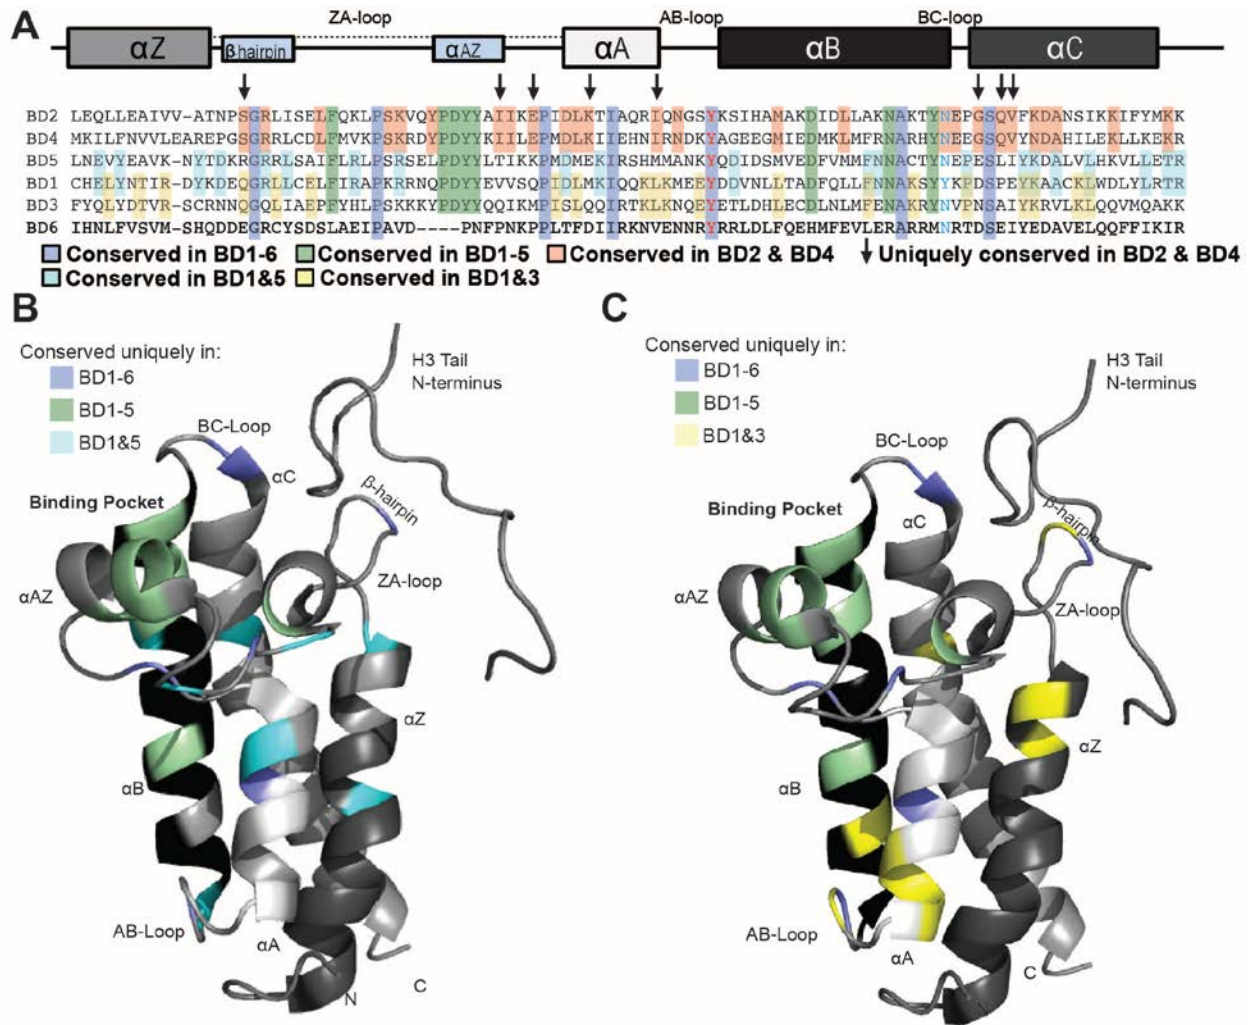 A
ZA-loop
AB-loop
BC-loop
αZ
βhairpin
αAZ
αA
αB
αC
BD2 LEQLLEAIVV-ATNPSGRLISELFQKLPSKVQYPDYYAIIKEPIDLKTIAQRIQNGSYKSIHAMAKDIDLLAKNAKTYNEPGSQVFKDANSIKKIFYMKK
BD4 MKILFNVVLEAREPGSGRRLCDLFMVKPSKKDYPDYYKIILEPMDLKIIEHNIRNDKYAGEEGMIEDMKLMFRNARHYNEEGSQVYNDAHILEKLLKEKR
BD5 LNEVYEAVK-NYTDKRGRRLSAIFLRLPSRSELPDYYLTIKKPMDMEKIRSHMMANKYQDIDSMVEDFVMMFNNACTYNEPESLIYKDALVLHKVLLETR
BD1 CHELYNTIR-DYKDEQGRLLCELFIRAPKRRNQPDYYEVVSQPIDLMKIQQKLKMEEYDDVNLLTADFQLLFNNAKSYYKPDSPEYKAACKLWDLYLRTR
BD3 FYQLYDTVR-SCRNNQGQLIAEPFYHLPSKKKYPDYYQQIKMPISLQQIRTKLKNQEYETLDHLECDLNLMFENAKRYNVPNSAIYKRVLKLQQVMQAKK
BD6 IHNLFVSVM-SHQDDEGRCYSDSLAEIPAVD----PNFPNKPPLTFDIIRKNVENNRYRRLDLFQEHMFEVLERARRMNRTDSEIYEDAVELQQFFIKIR
Conserved in BD1-6
Conserved in BD1-5
Conserved in BD2 & BD4
Uniquely conserved in BD2 & BD4
Conserved in BD1&5
Conserved in BD1&3
B
Conserved uniquely in:
BD1-6
BD1-5
BD1&5
H3 Tail
N-terminus
BC-Loop
αC
β-hairpin
Binding Pocket
ZA-loop
αAZ
αZ
αB
AB-Loop
αA
N
C
C
Conserved uniquely in:
BD1-6
BD1-5
BD1&3
H3 Tail
N-terminus
BC-Loop
αC
β-hairpin
Binding Pocket
ZA-loop
αAZ
αZ
αB
AB-Loop
αA
C